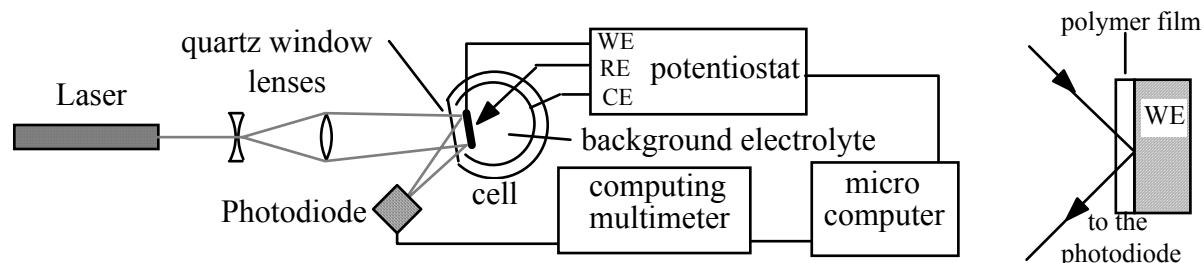 Laser
quartz window
lenses
Photodiode
cell
WE
RE
CE
potentiostat
background electrolyte
computing
multimeter
micro
computer
polymer film
WE
to the
photodiode